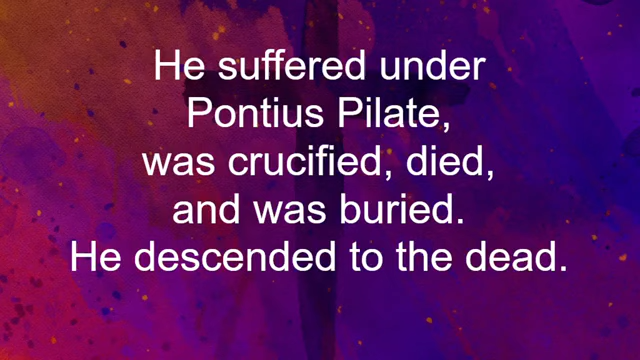 He suffered under
Pontius Pilate,
was crucified, died,
and was buried.
He descended to the dead.